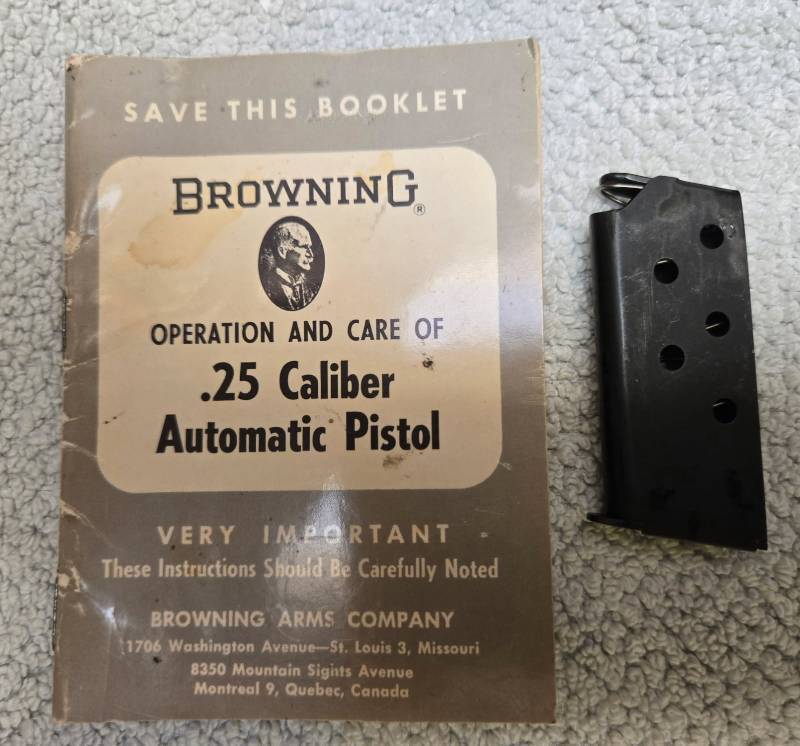 SAVE THIS BOOKLET
BROWNING®
OPERATION AND CARE OF
.25 Caliber
Automatic Pistol
VERY IMPORTANT
These Instructions Should Be Carefully Noted
BROWNING ARMS COMPANY
1706 Washington Avenue—St. Louis 3, Missouri
8350 Mountain Sights Avenue
Montreal 9, Quebec, Canada